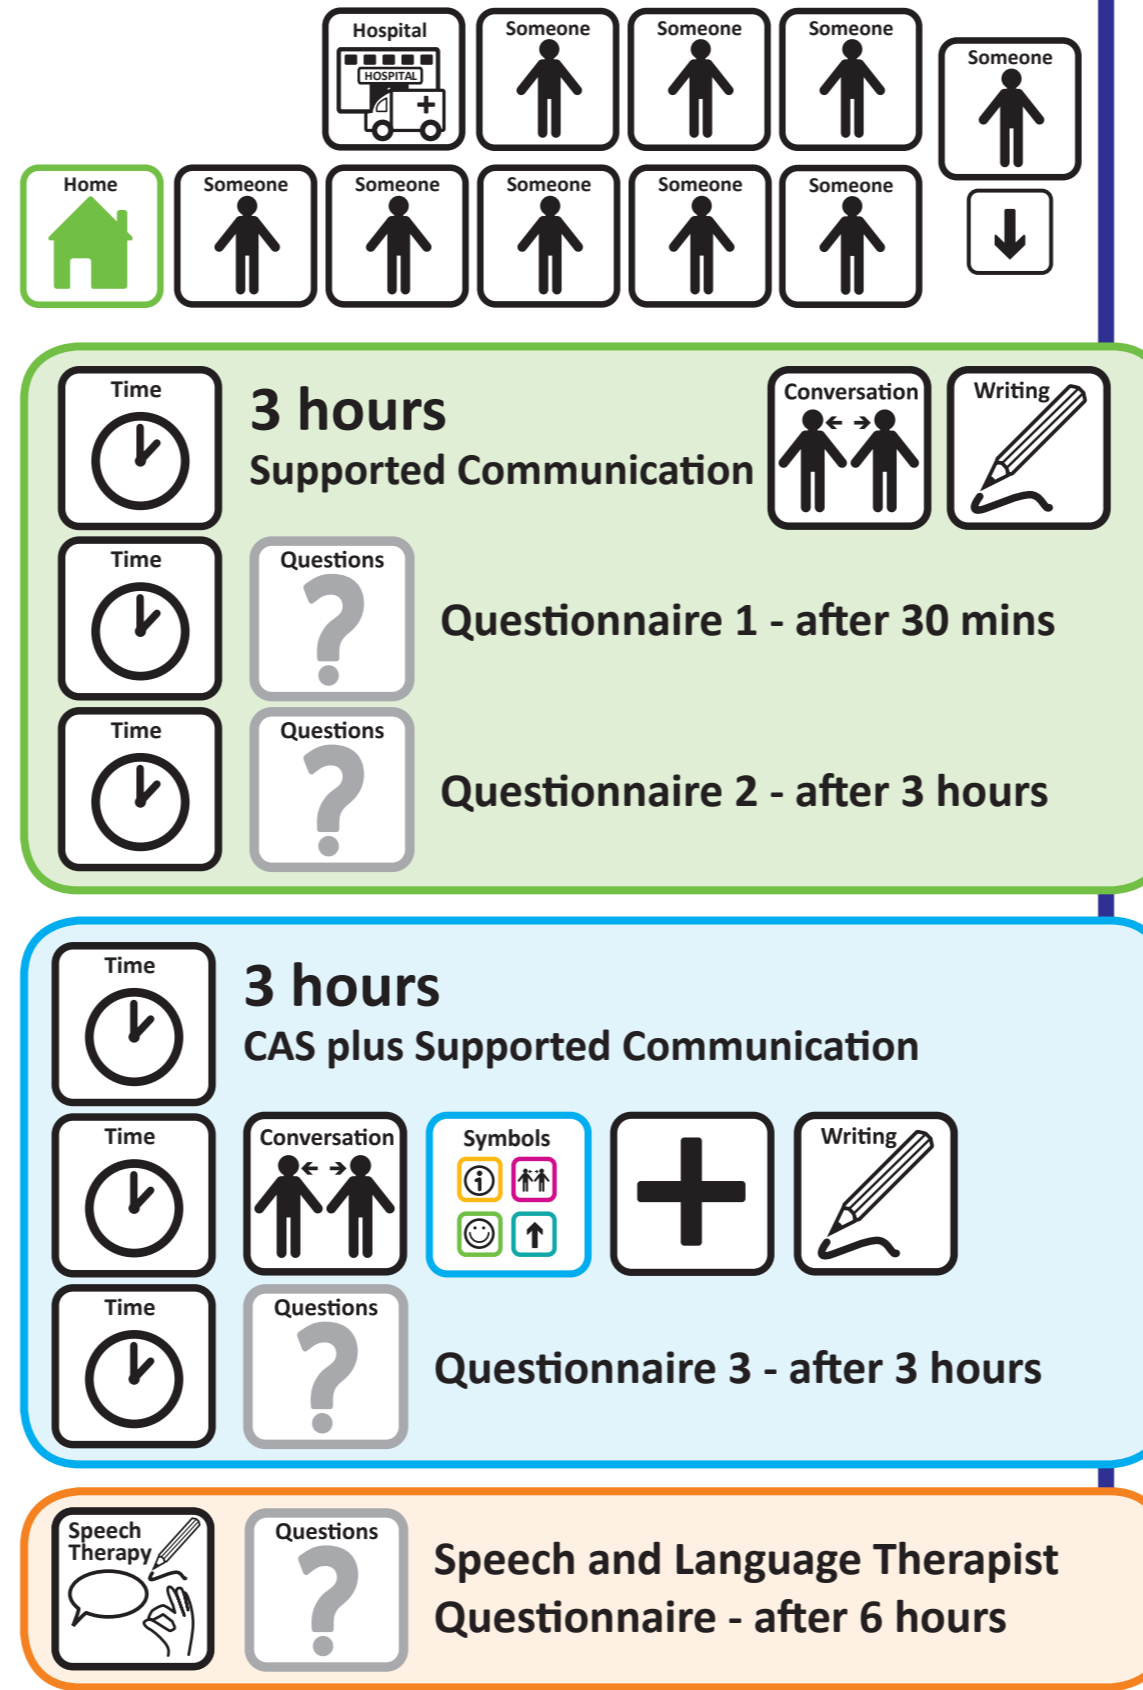 Hospital
HOSPITAL
Someone
Someone
Someone
Someone
Home
Someone
Someone
Someone
Someone
Someone
Time
3 hours
Supported Communication
Conversation
Writing
Time
Questions
?
Questionnaire 1 - after 30 mins
Time
Questions
?
Questionnaire 2 - after 3 hours
Time
3 hours
CAS plus Supported Communication
Time
Conversation
Symbols
i
Writing
Time
Questions
?
Questionnaire 3 - after 3 hours
Speech
Therapy
Questions
?
Speech and Language Therapist
Questionnaire - after 6 hours